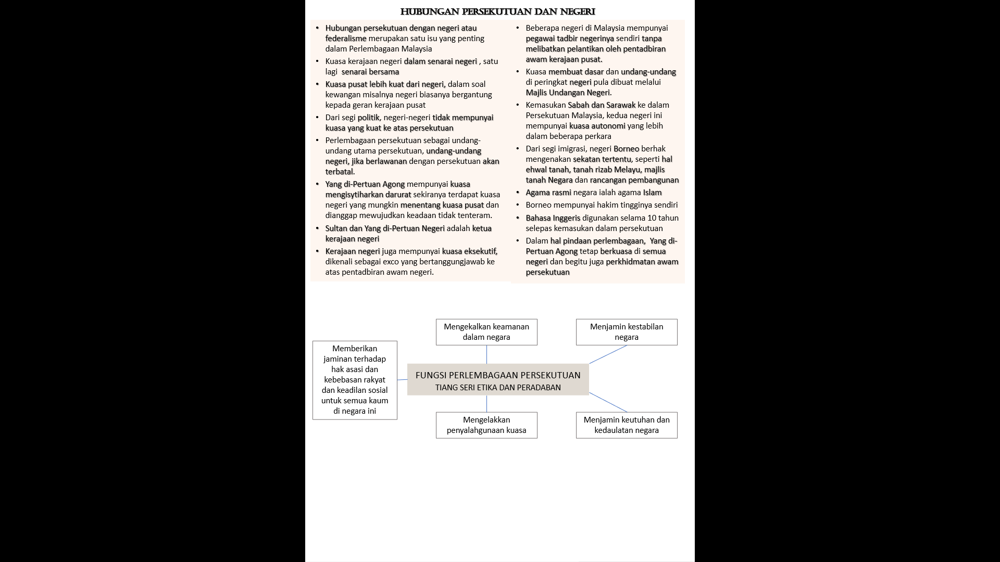 HUBUNGAN PERSEKUTUAN DAN NEGERI
• Hubungan persekutuan dengan negeri atau
federalisme merupakan satu isu yang penting
dalam Perlembagaan Malaysia
• Kuasa kerajaan negeri dalam senarai negeri , satu
lagi  senarai bersama
• Kuasa pusat lebih kuat dari negeri, dalam soal
kewangan misalnya negeri biasanya bergantung
kepada geran kerajaan pusat
• Dari segi politik, negeri-negeri tidak mempunyai
kuasa yang kuat ke atas persekutuan
• Perlembagaan persekutuan sebagai undang-
undang utama persekutuan, undang-undang
negeri, jika berlawanan dengan persekutuan akan
terbatal.
• Yang di-Pertuan Agong mempunyai kuasa
mengisytiharkan darurat sekiranya terdapat kuasa
negeri yang mungkin menentang kuasa pusat dan
dianggap mewujudkan keadaan tidak tenteram.
• Sultan dan Yang di-Pertuan Negeri adalah ketua
kerajaan negeri
• Kerajaan negeri juga mempunyai kuasa eksekutif,
dikenali sebagai exco yang bertanggungjawab ke
atas pentadbiran awam negeri.
• Beberapa negeri di Malaysia mempunyai
pegawai tadbir negerinya sendiri tanpa
melibatkan pelantikan oleh pentadbiran
awam kerajaan pusat.
• Kuasa membuat dasar dan undang-undang
di peringkat negeri pula dibuat melalui
Majlis Undangan Negeri.
• Kemasukan Sabah dan Sarawak ke dalam
Persekutuan Malaysia, kedua negeri ini
mempunyai kuasa autonomi yang lebih
dalam beberapa perkara
• Dari segi imigrasi, negeri Borneo berhak
mengenakan sekatan tertentu, seperti hal
ehwal tanah, tanah rizab Melayu, majlis
tanah Negara dan rancangan pembangunan
• Agama rasmi negara ialah agama Islam
• Borneo mempunyai hakim tingginya sendiri
• Bahasa Inggeris digunakan selama 10 tahun
selepas kemasukan dalam persekutuan
• Dalam hal pindaan perlembagaan,  Yang di-
Pertuan Agong tetap berkuasa di semua
negeri dan begitu juga perkhidmatan awam
persekutuan
Mengekalkan keamanan
dalam negara
Menjamin kestabilan
negara
Memberikan
jaminan terhadap
hak asasi dan
kebebasan rakyat
dan keadilan sosial
untuk semua kaum
di negara ini
FUNGSI PERLEMBAGAAN PERSEKUTUAN
TIANG SERI ETIKA DAN PERADABAN
Mengelakkan
penyalahgunaan kuasa
Menjamin keutuhan dan
kedaulatan negara